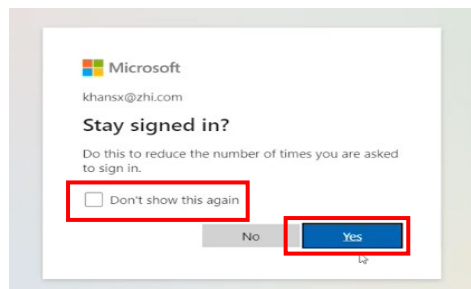 Microsoft
khansx@zhi.com
Stay signed in?
Do this to reduce the number of times you are asked
to sign in.
Don't show this again
No
Yes